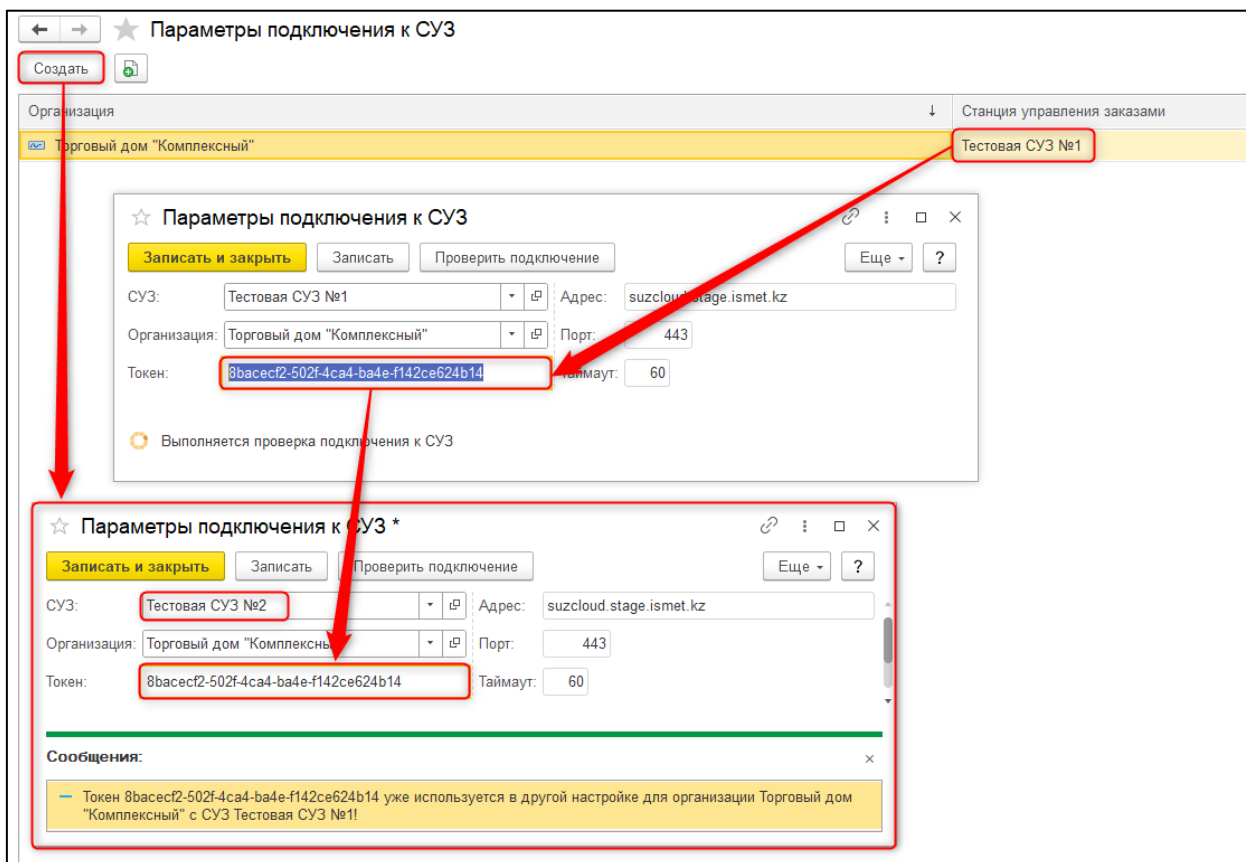 Параметры подключения к СУЗ
Создать
Организация ↓ Станция управления заказами
Торговый дом "Комплексный" Тестовая СУЗ №1
Параметры подключения к СУЗ
Записать и закрыть Записать Проверить подключение Еще ?
СУЗ: Тестовая СУЗ №1 Адрес: suzcloud.stage.ismet.kz
Организация: Торговый дом "Комплексный" Порт: 443
Токен: 8bacecf2-502f-4ca4-ba4e-f142ce624b14 Таймаут: 60
Выполняется проверка подключения к СУЗ
Параметры подключения к СУЗ *
Записать и закрыть Записать Проверить подключение Еще ?
СУЗ: Тестовая СУЗ №2 Адрес: suzcloud.stage.ismet.kz
Организация: Торговый дом "Комплексный Порт: 443
Токен: 8bacecf2-502f-4ca4-ba4e-f142ce624b14 Таймаут: 60
Сообщения:
Токен 8bacecf2-502f-4ca4-ba4e-f142ce624b14 уже используется в другой настройке для организации Торговый дом
"Комплексный" с СУЗ Тестовая СУЗ №1!